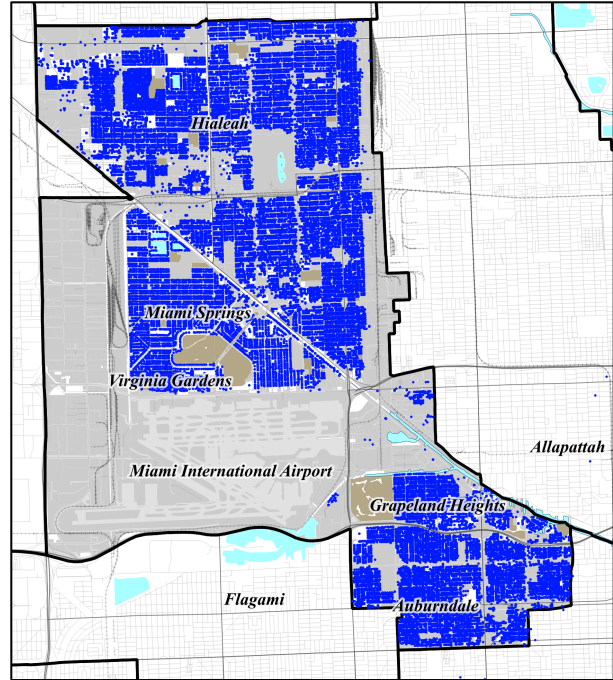 Hialeah
Miami Springs
Virginia Gardens
Allapattah
Miami International Airport
Grapeland Heights
Flagami
Auburndale